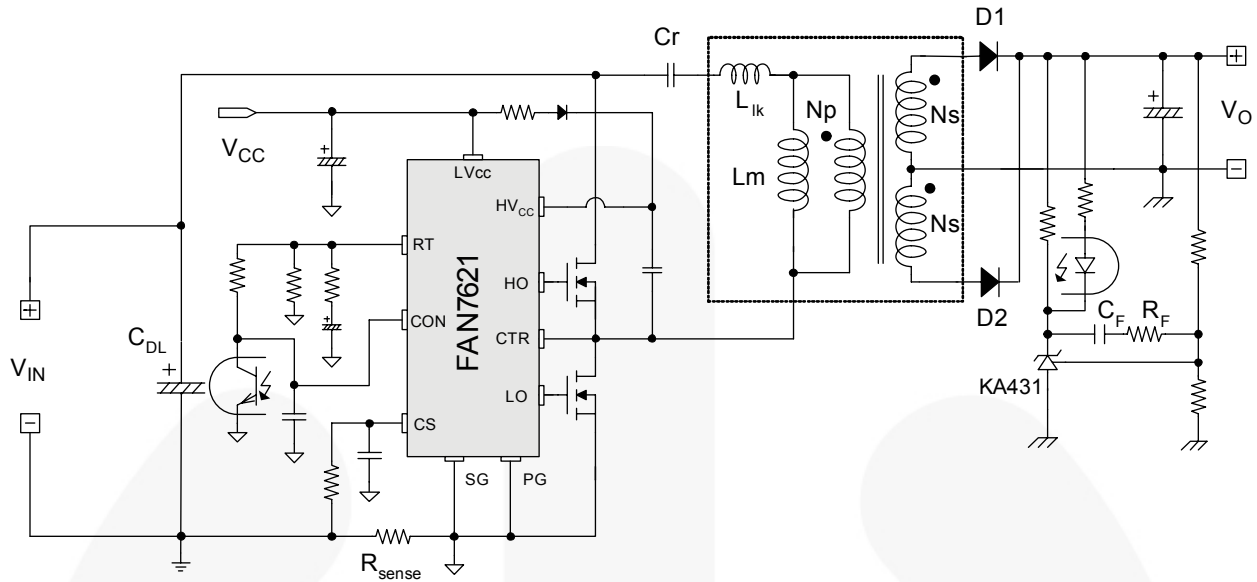 D1
Cr
L_lk
Np
Ns
V_O
V_CC
LVcc
Lm
HV_CC
Ns
RT
HO
CON
CTR
FAN7621
D2
C_F
R_F
C_DL
V_IN
LO
KA431
CS
SG
PG
R_sense